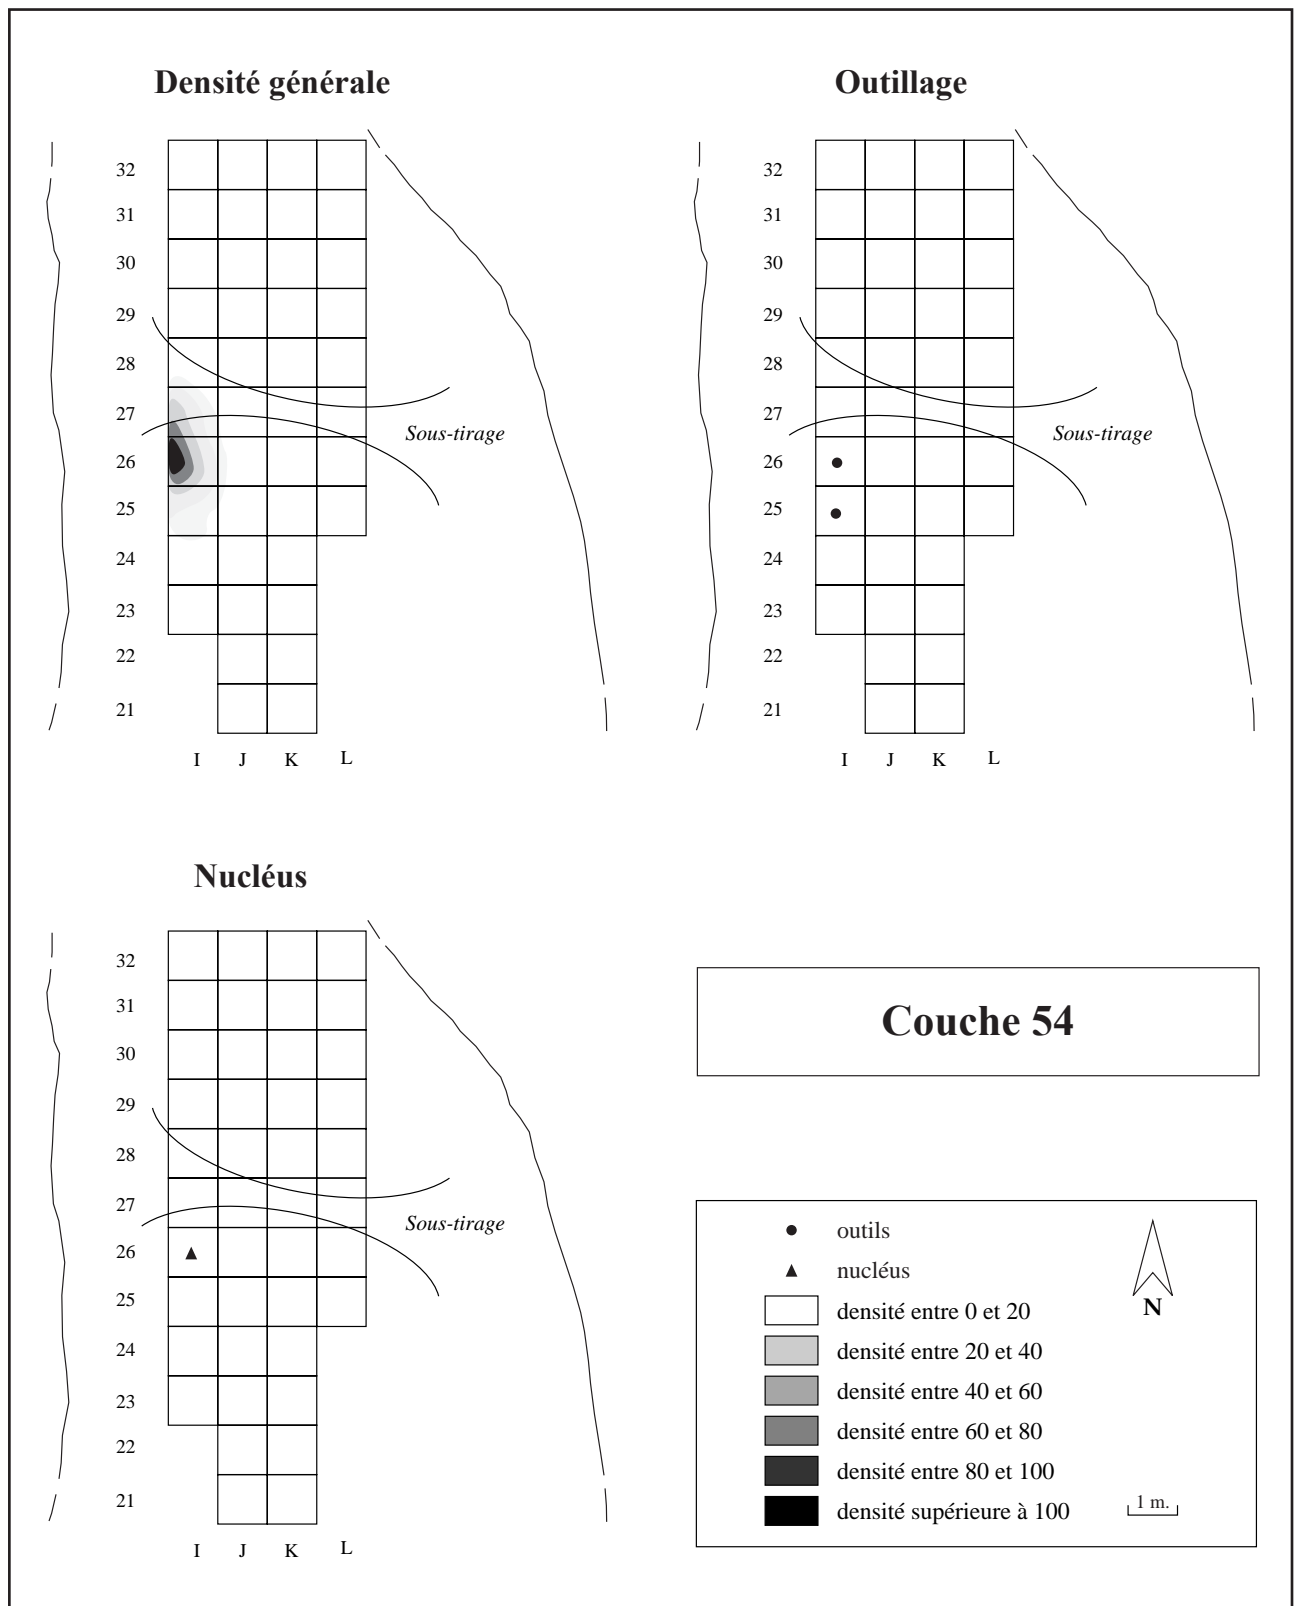 Densité générale
32
31
30
29
28
27
26
25
24
23
22
21
I J K L
Sous-tirage
Outillage
32
31
30
29
28
27
26
25
24
23
22
21
I J K L
Sous-tirage
Nucléus
32
31
30
29
28
27
26
25
24
23
22
21
I J K L
Sous-tirage
Couche 54
outils
nucléus
densité entre 0 et 20
densité entre 20 et 40
densité entre 40 et 60
densité entre 60 et 80
densité entre 80 et 100
densité supérieure à 100
N
1 m.